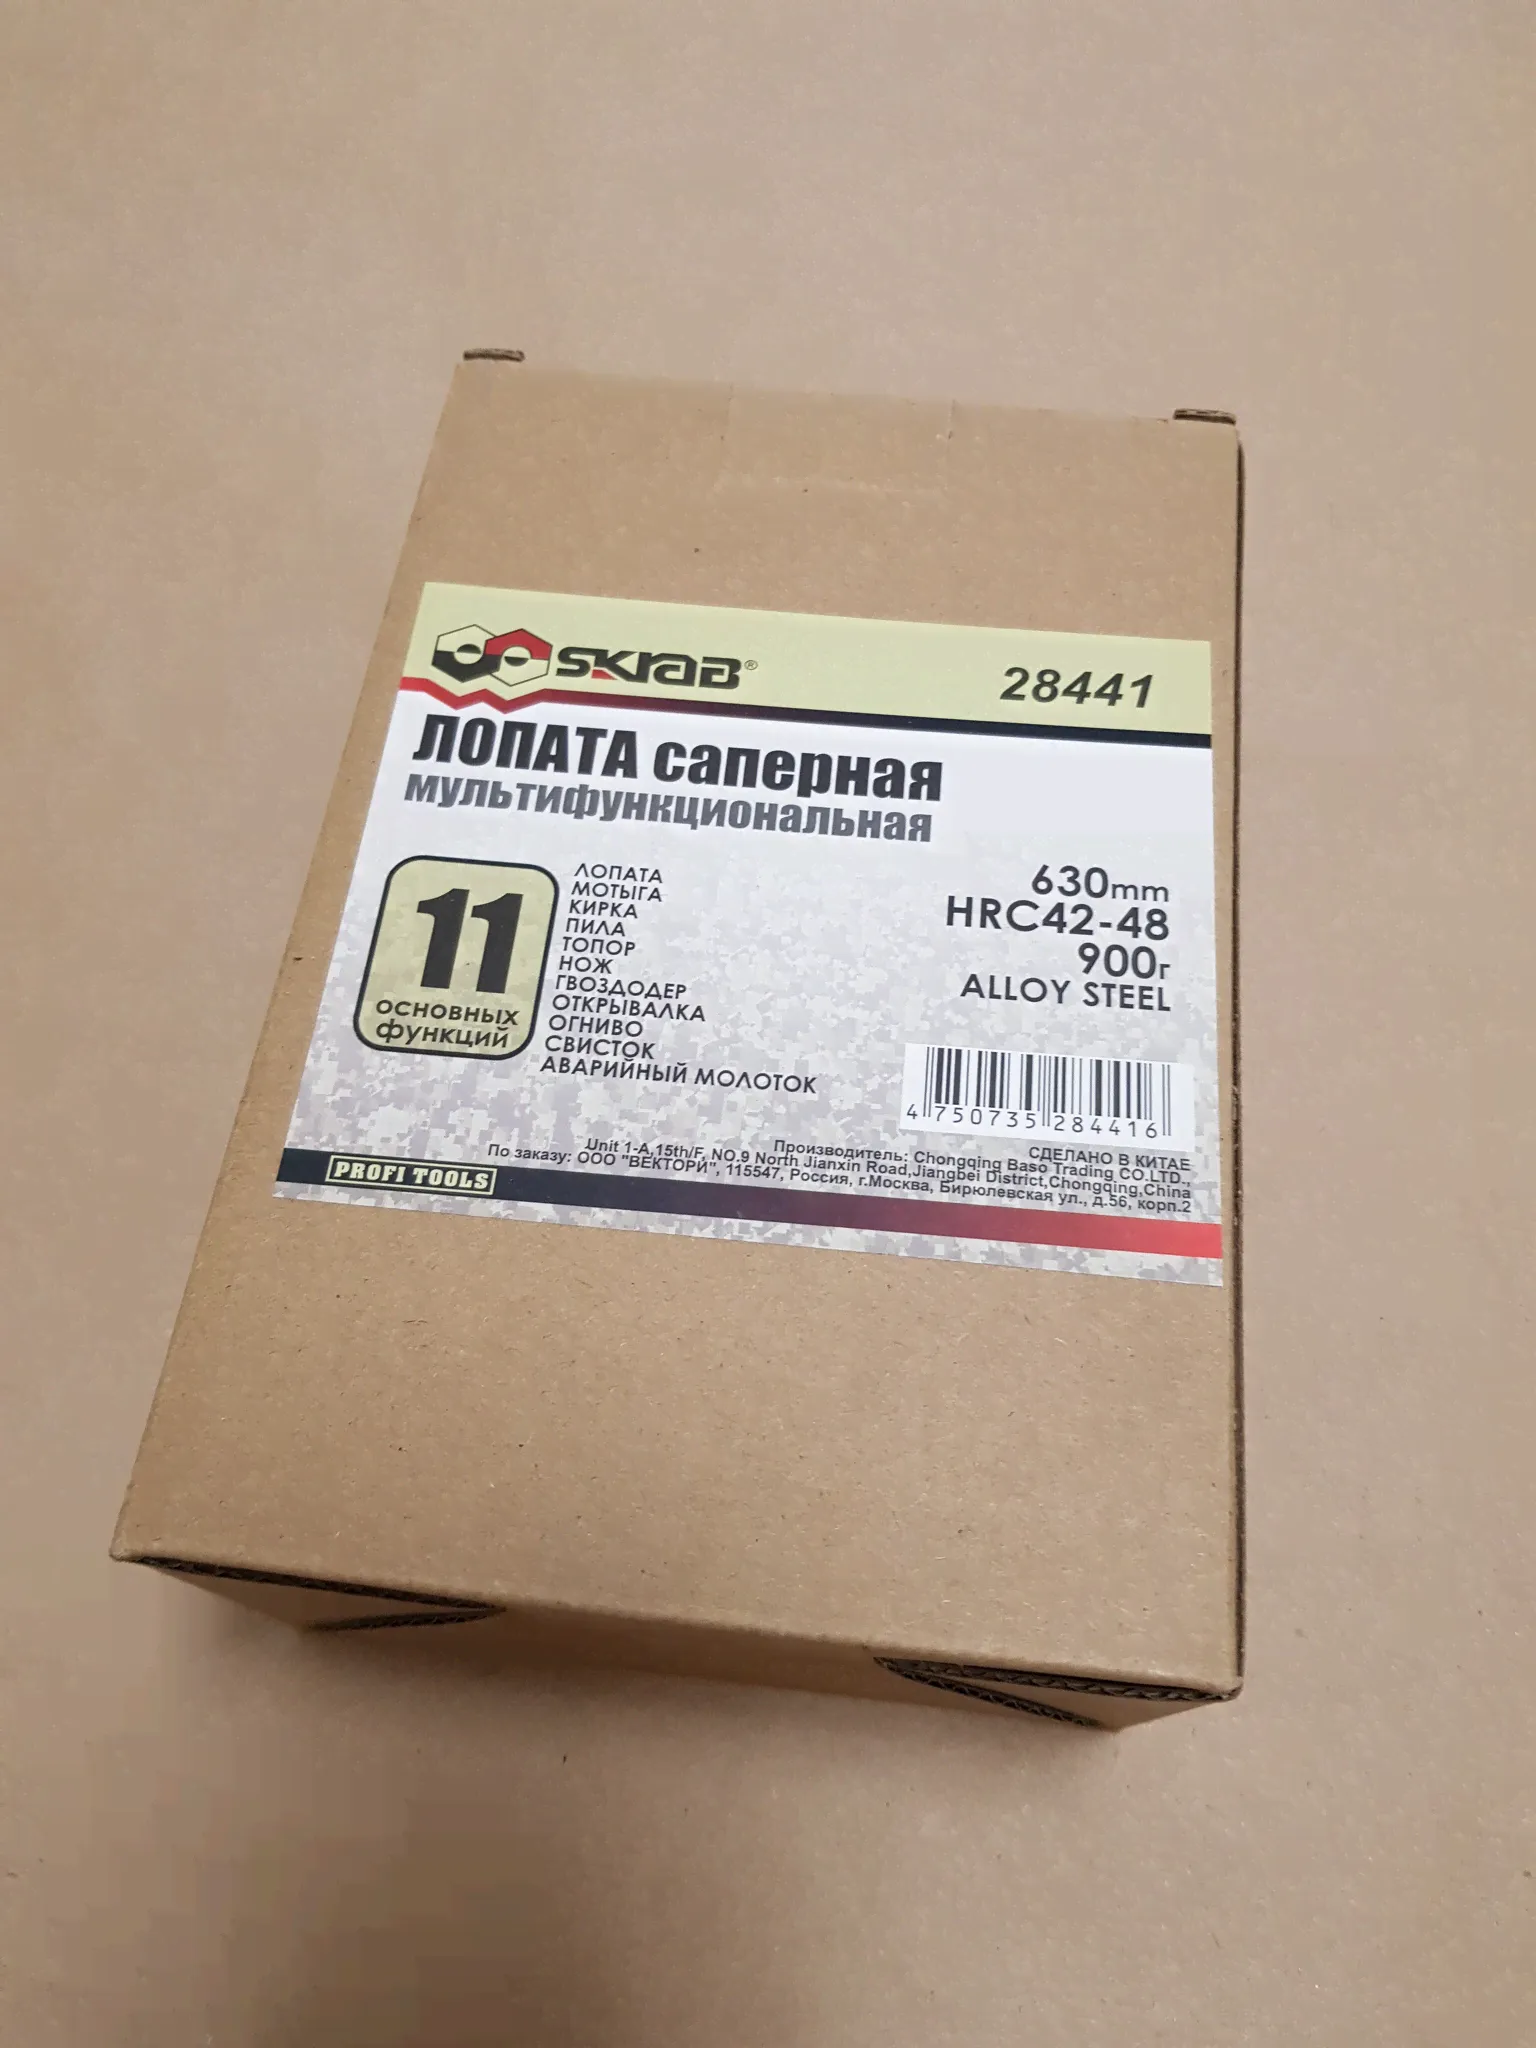 SKRAB®
28441
ЛОПАТА саперная
мультифункциональная
11
основных
функций
ЛОПАТА
МОТЫГА
КИРКА
ПИЛА
ТОПОР
НОЖ
ГВОЗДОДЕР
ОТКРЫВАЛКА
ОГНИВО
СВИСТОК
АВАРИЙНЫЙ МОЛОТОК
630mm
HRC42-48
900г
ALLOY STEEL
4 750735 284416
СДЕЛАНО В КИТАЕ
Производитель: Chongqing Baso Trading CO.LTD.,
Unit 1-A,15th/F, NO.9 North Jianxin Road,Jiangbei District,Chongqing,China
По заказу: ООО "ВЕКТОРИ", 115547, Россия, г.Москва, Бирюлевская ул., д.56, корп.2
PROFI TOOLS